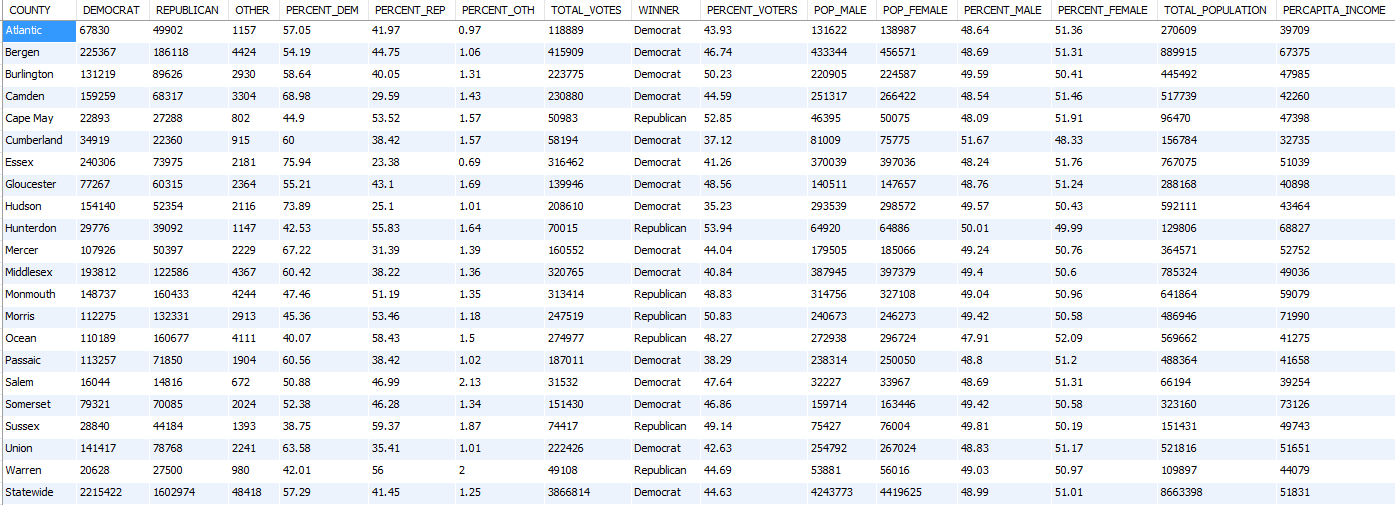 COUNTY DEMOCRAT REPUBLICAN OTHER PERCENT_DEM PERCENT_REP PERCENT_OTH TOTAL_VOTES WINNER PERCENT_VOTERS POP_MALE POP_FEMALE PERCENT_MALE PERCENT_FEMALE TOTAL_POPULATION PERCAPITA_INCOME
Atlantic 67830 49902 1157 57.05 41.97 0.97 118889 Democrat 43.93 131622 138987 48.64 51.36 270609 39709
Bergen 225367 186118 4424 54.19 44.75 1.06 415909 Democrat 46.74 433344 456571 48.69 51.31 889915 67375
Burlington 131219 89626 2930 58.64 40.05 1.31 223775 Democrat 50.23 220905 224587 49.59 50.41 445492 47985
Camden 159259 68317 3304 68.98 29.59 1.43 230880 Democrat 44.59 251317 266422 48.54 51.46 517739 42260
Cape May 22893 27288 802 44.9 53.52 1.57 50983 Republican 52.85 46395 50075 48.09 51.91 96470 47398
Cumberland 34919 22360 915 60 38.42 1.57 58194 Democrat 37.12 81009 75775 51.67 48.33 156784 32735
Essex 240306 73975 2181 75.94 23.38 0.69 316462 Democrat 41.26 370039 397036 48.24 51.76 767075 51039
Gloucester 77267 60315 2364 55.21 43.1 1.69 139946 Democrat 48.56 140511 147657 48.76 51.24 288168 40898
Hudson 154140 52354 2116 73.89 25.1 1.01 208610 Democrat 35.23 293539 298572 49.57 50.43 592111 43464
Hunterdon 29776 39092 1147 42.53 55.83 1.64 70015 Republican 53.94 64920 64886 50.01 49.99 129806 68827
Mercer 107926 50397 2229 67.22 31.39 1.39 160552 Democrat 44.04 179505 185066 49.24 50.76 364571 52752
Middlesex 193812 122586 4367 60.42 38.22 1.36 320765 Democrat 40.84 387945 397379 49.4 50.6 785324 49036
Monmouth 148737 160433 4244 47.46 51.19 1.35 313414 Republican 48.83 314756 327108 49.04 50.96 641864 59079
Morris 112275 132331 2913 45.36 53.46 1.18 247519 Republican 50.83 240673 246273 49.42 50.58 486946 71990
Ocean 110189 160677 4111 40.07 58.43 1.5 274977 Republican 48.27 272938 296724 47.91 52.09 569662 41275
Passaic 113257 71850 1904 60.56 38.42 1.02 187011 Democrat 38.29 238314 250050 48.8 51.2 488364 41658
Salem 16044 14816 672 50.88 46.99 2.13 31532 Democrat 47.64 32227 33967 48.69 51.31 66194 39254
Somerset 79321 70085 2024 52.38 46.28 1.34 151430 Democrat 46.86 159714 163446 49.42 50.58 323160 73126
Sussex 28840 44184 1393 38.75 59.37 1.87 74417 Republican 49.14 75427 76004 49.81 50.19 151431 49743
Union 141417 78768 2241 63.58 35.41 1.01 222426 Democrat 42.63 254792 267024 48.83 51.17 521816 51651
Warren 20628 27500 980 42.01 56 2 49108 Republican 44.69 53881 56016 49.03 50.97 109897 44079
Statewide 2215422 1602974 48418 57.29 41.45 1.25 3866814 Democrat 44.63 4243773 4419625 48.99 51.01 8663398 51831